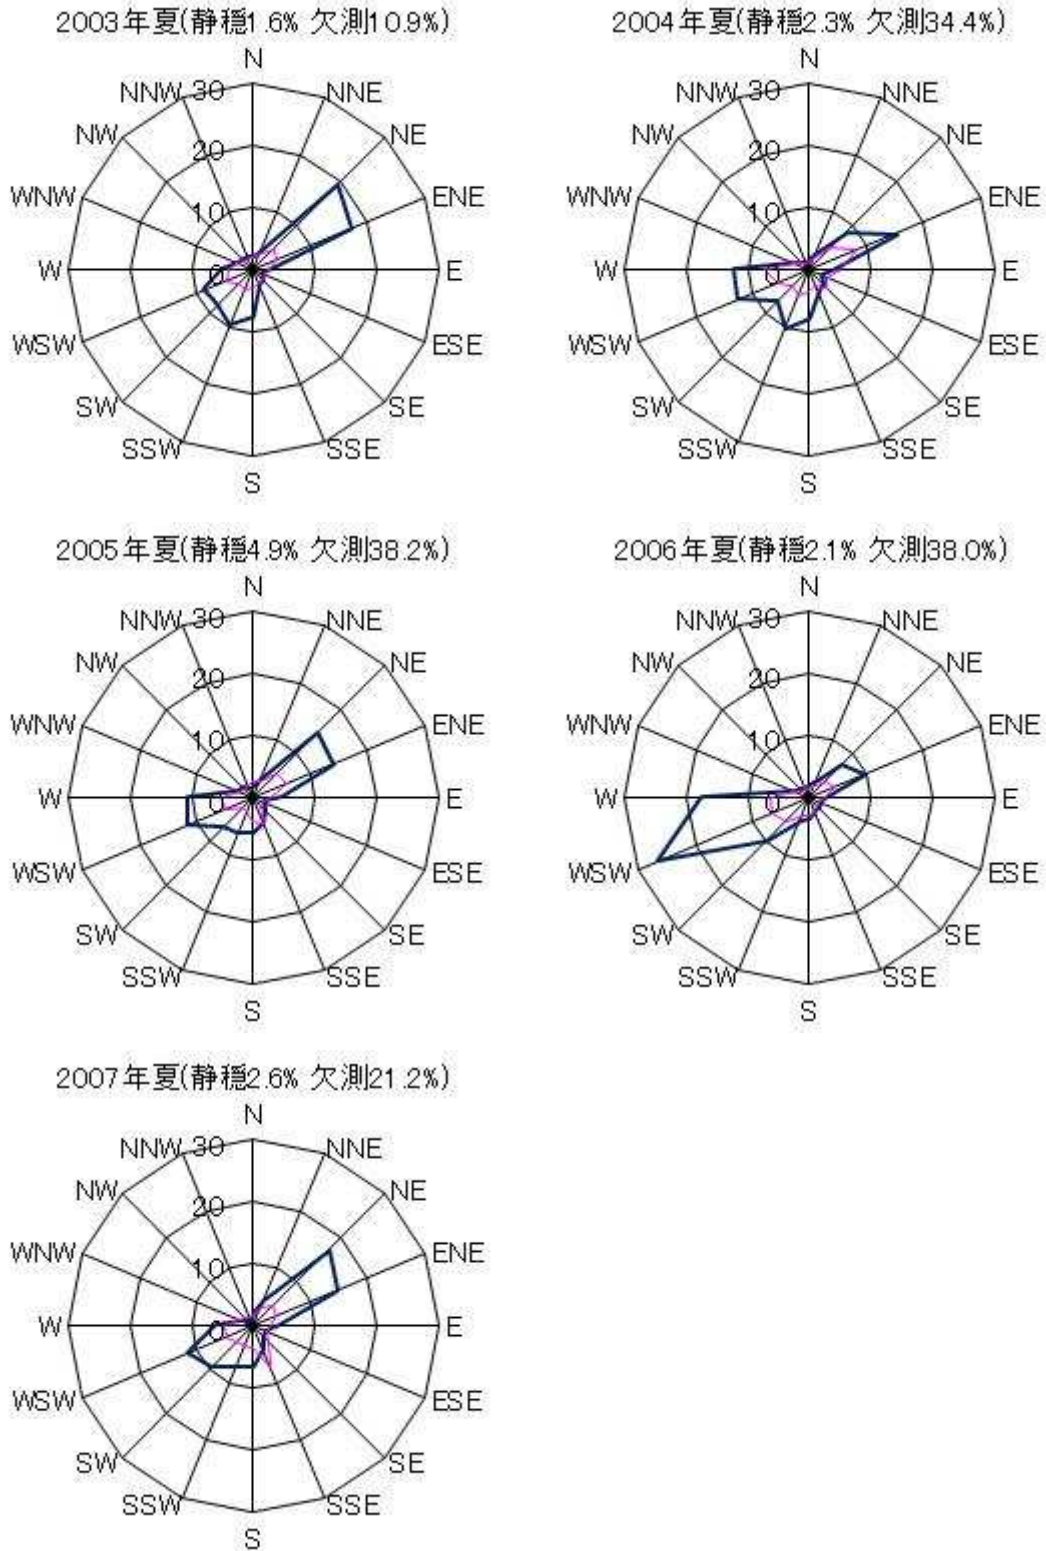 2003年夏(静穏1.6% 欠測10.9%)
N
NNW 30 NNE
NW 20 NE
WNW 10 ENE
W 0 E
WSW ESE
SW SE
SSW SSE
S
2004年夏(静穏2.3% 欠測34.4%)
N
NNW 30 NNE
NW 20 NE
WNW 10 ENE
W 0 E
WSW ESE
SW SE
SSW SSE
S
2005年夏(静穏4.9% 欠測38.2%)
N
NNW 30 NNE
NW 20 NE
WNW 10 ENE
W 0 E
WSW ESE
SW SE
SSW SSE
S
2006年夏(静穏2.1% 欠測38.0%)
N
NNW 30 NNE
NW 20 NE
WNW 10 ENE
W 0 E
WSW ESE
SW SE
SSW SSE
S
2007年夏(静穏2.6% 欠測21.2%)
N
NNW 30 NNE
NW 20 NE
WNW 10 ENE
W 0 E
WSW ESE
SW SE
SSW SSE
S